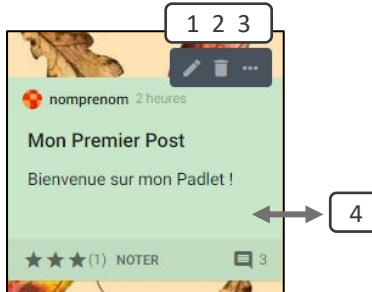 1 2 3
nomprenom 2 heures
Mon Premier Post
Bienvenue sur mon Padlet !
4
(1) NOTER 3